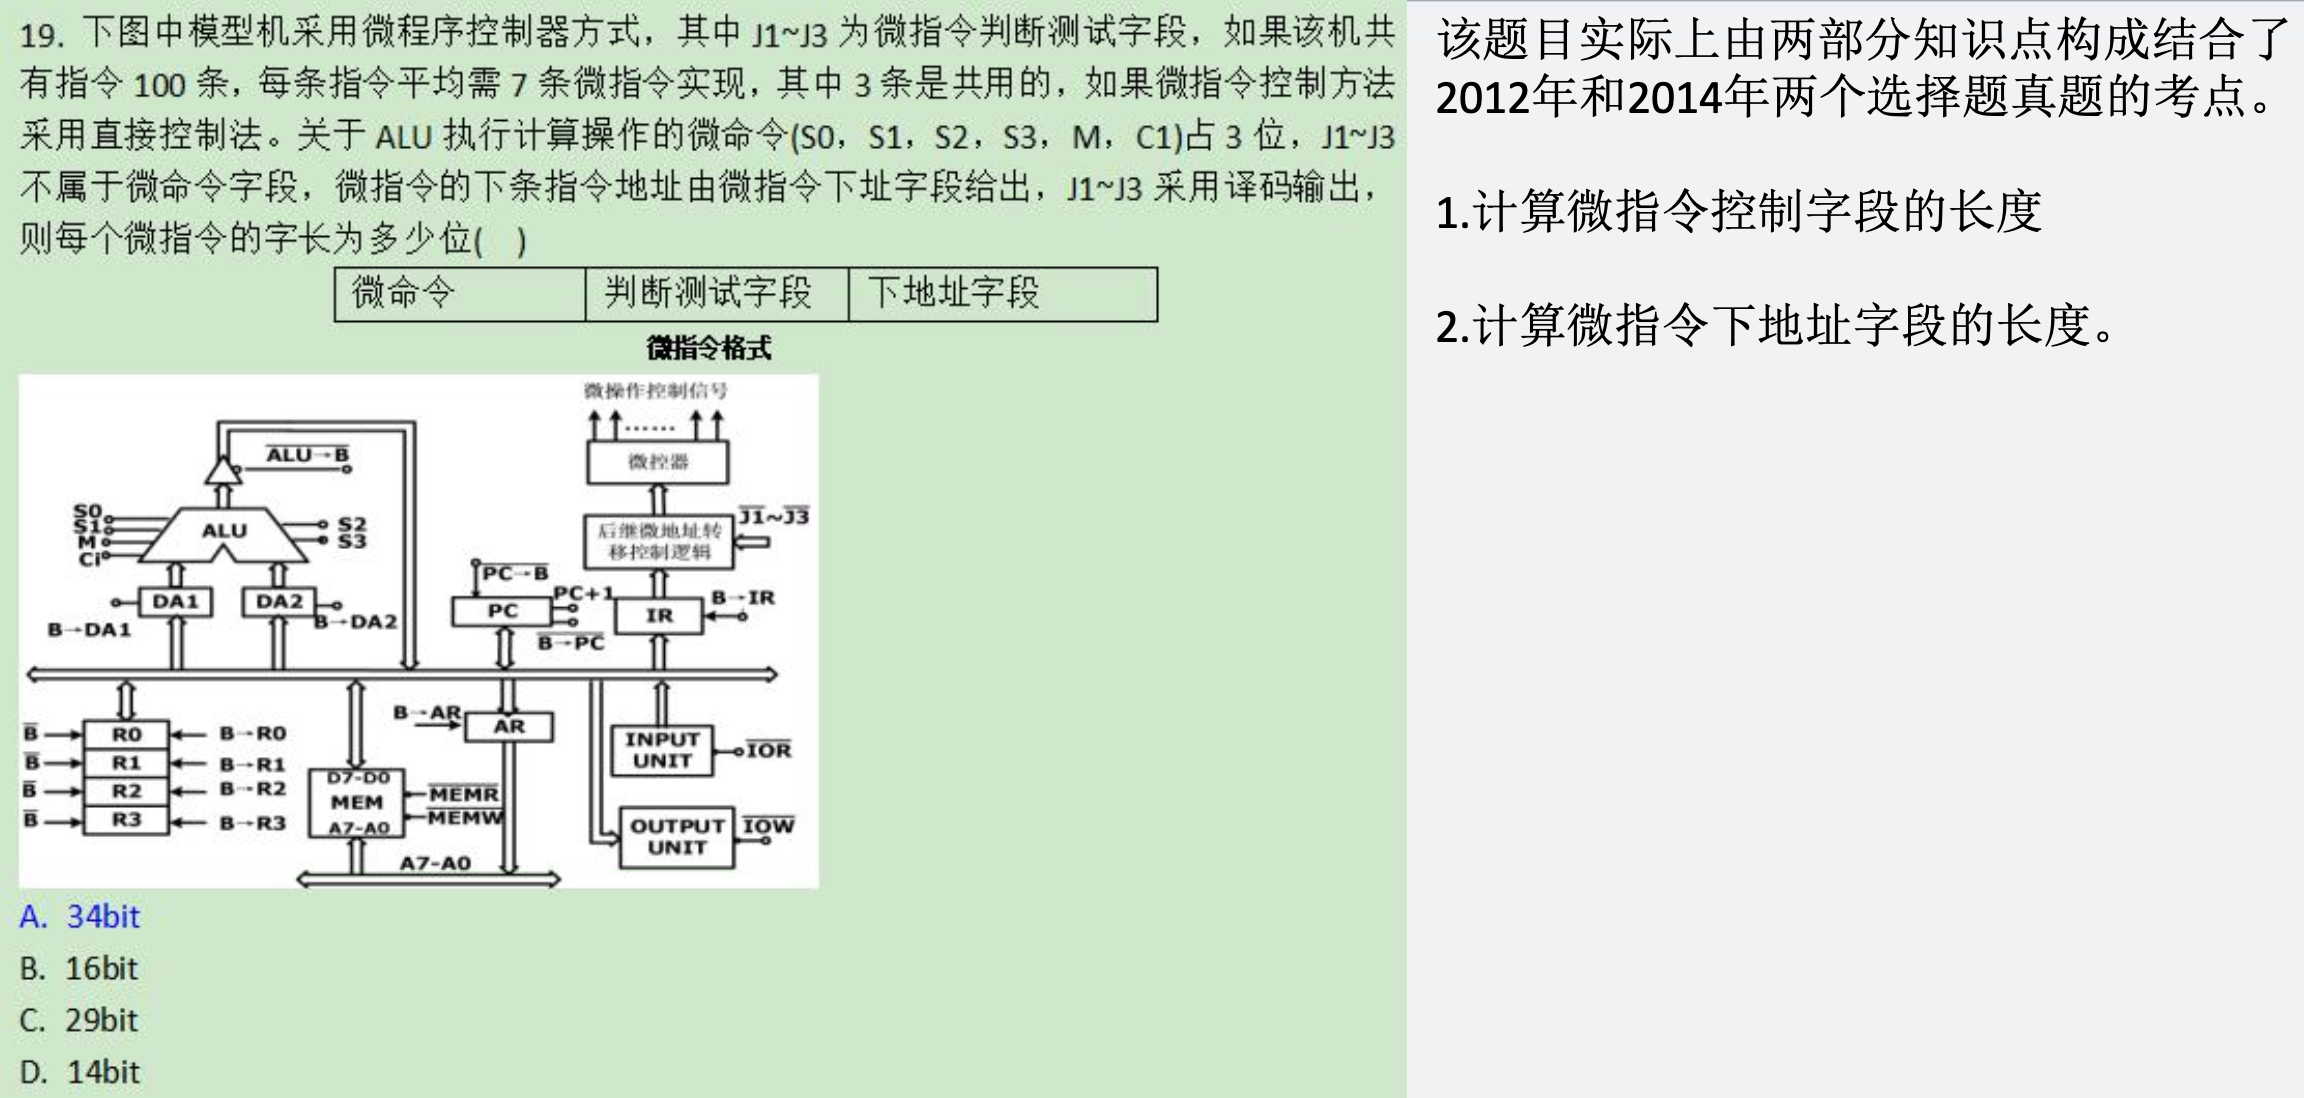 19. 下图中模型机采用微程序控制器方式，其中 J1~J3 为微指令判断测试字段，如果该机共
有指令 100 条，每条指令平均需 7 条微指令实现，其中 3 条是共用的，如果微指令控制方法
采用直接控制法。关于 ALU 执行计算操作的微命令(S0，S1，S2，S3，M，C1)占 3 位，J1~J3
不属于微命令字段，微指令的下条指令地址由微指令下址字段给出，J1~J3 采用译码输出，
则每个微指令的字长为多少位(   )
微命令 判断测试字段 下地址字段
微指令格式
微操作控制信号
……
微控器
J1~J3
后继微地址转
移控制逻辑
ALU→B
S0
S1
M
Ci
ALU
S2
S3
DA1
DA2
B→DA1
B→DA2
PC→B
PC
PC+1
B→PC
IR
B→IR
B
R0
B→R0
B
R1
B→R1
B
R2
B→R2
B
R3
B→R3
D7-D0
MEM
A7-A0
MEMR
MEMW
B→AR
AR
A7-A0
INPUT
UNIT
IOR
OUTPUT
UNIT
IOW
A. 34bit
B. 16bit
C. 29bit
D. 14bit
该题目实际上由两部分知识点构成结合了
2012年和2014年两个选择题真题的考点。
1.计算微指令控制字段的长度
2.计算微指令下地址字段的长度。